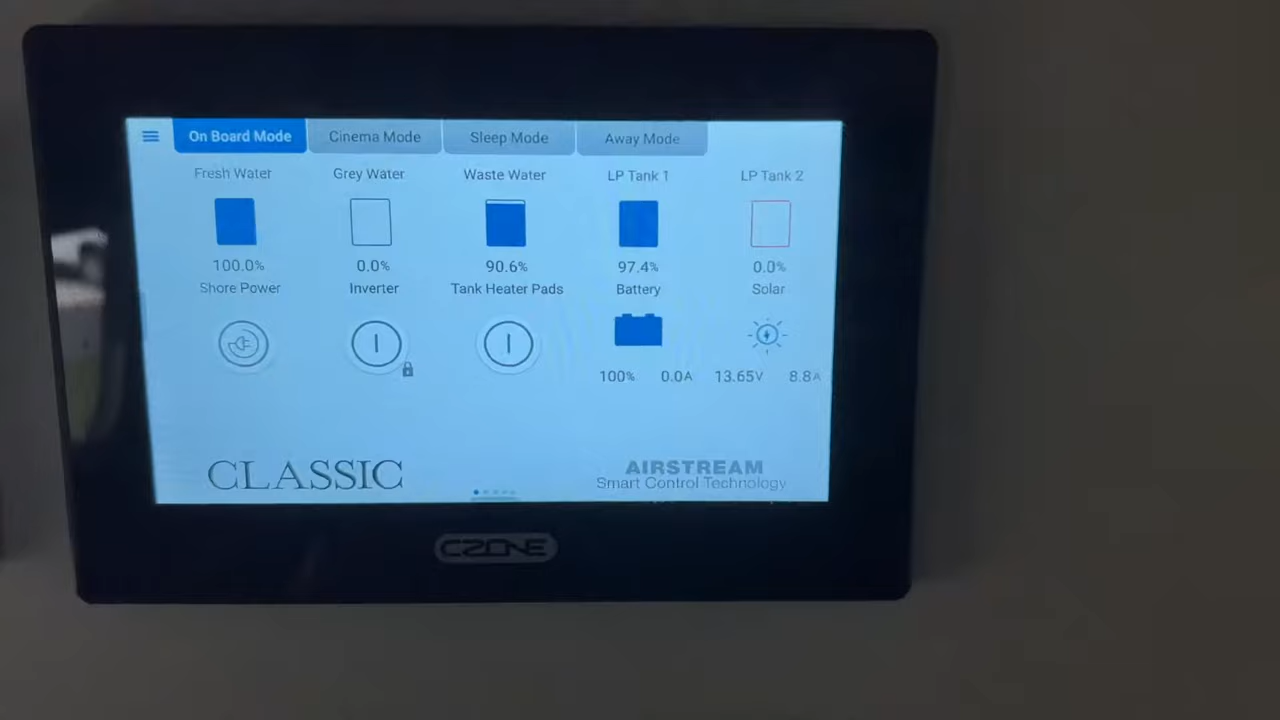 On Board Mode Cinema Mode Sleep Mode Away Mode
Fresh Water Grey Water Waste Water LP Tank 1 LP Tank 2
100.0% 0.0% 90.6% 97.4% 0.0%
Shore Power Inverter Tank Heater Pads Battery Solar
100% 0.0A 13.65V 8.8A
CLASSIC AIRSTREAM
Smart Control Technology
CZONE